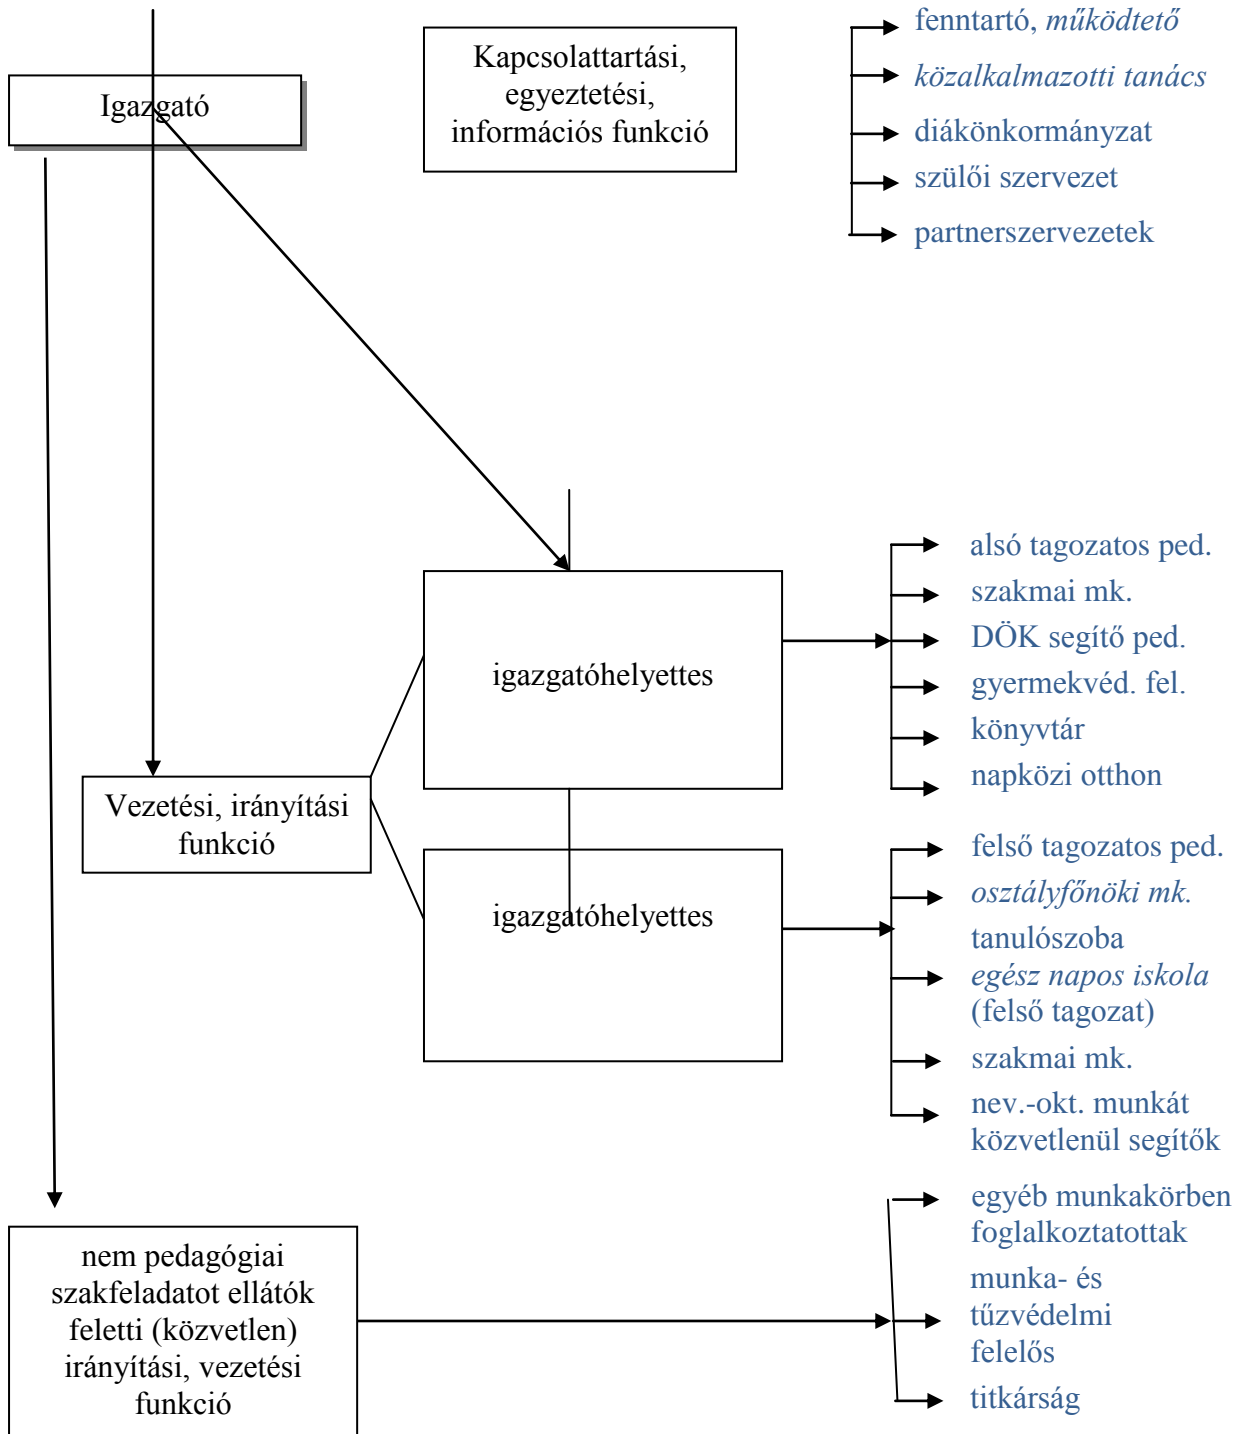 Igazgató
Kapcsolattartási,
egyeztetési,
információs funkció
fenntartó, működtető
közalkalmazotti tanács
diákönkormányzat
szülői szervezet
partnerszervezetek
igazgatóhelyettes
alsó tagozatos ped.
szakmai mk.
DÖK segítő ped.
gyermekvéd. fel.
könyvtár
napközi otthon
Vezetési, irányítási
funkció
igazgatóhelyettes
felső tagozatos ped.
osztályfőnöki mk.
tanulószoba
egész napos iskola
(felső tagozat)
szakmai mk.
nev.-okt. munkát
közvetlenül segítők
nem pedagógiai
szakfeladatot ellátók
feletti (közvetlen)
irányítási, vezetési
funkció
egyéb munkakörben
foglalkoztatottak
munka- és
tűzvédelmi
felelős
titkárság